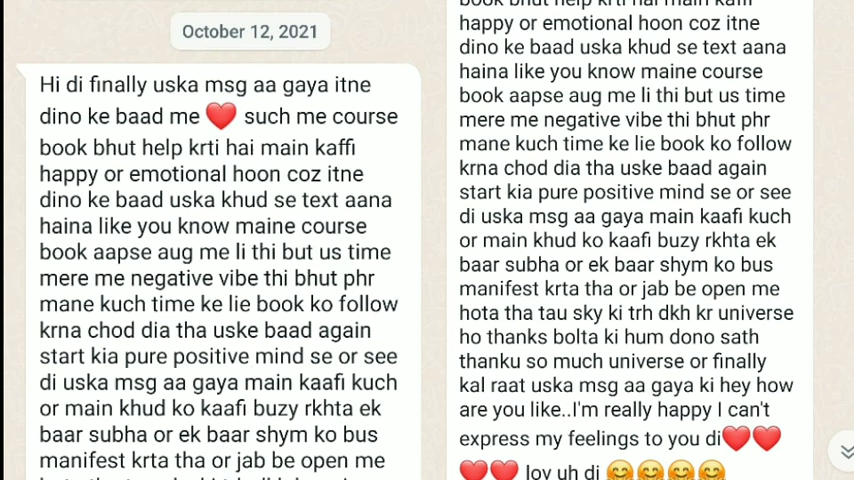 October 12, 2021
Hi di finally uska msg aa gaya itne
dino ke baad me ❤️ such me course
book bhut help krti hai main kaffi
happy or emotional hoon coz itne
dino ke baad uska khud se text aana
haina like you know maine course
book aapse aug me li thi but us time
mere me negative vibe thi bhut phr
mane kuch time ke lie book ko follow
krna chod dia tha uske baad again
start kia pure positive mind se or see
di uska msg aa gaya main kaafi kuch
or main khud ko kaafi buzy rkhta ek
baar subha or ek baar shym ko bus
manifest krta tha or jab be open me
book bhut help krti hai main kaffi
happy or emotional hoon coz itne
dino ke baad uska khud se text aana
haina like you know maine course
book aapse aug me li thi but us time
mere me negative vibe thi bhut phr
mane kuch time ke lie book ko follow
krna chod dia tha uske baad again
start kia pure positive mind se or see
di uska msg aa gaya main kaafi kuch
or main khud ko kaafi buzy rkhta ek
baar subha or ek baar shym ko bus
manifest krta tha or jab be open me
hota tha tau sky ki trh dkh kr universe
ho thanks bolta ki hum dono sath
thanku so much universe or finally
kal raat uska msg aa gaya ki hey how
are you like..I'm really happy I can't
express my feelings to you di❤️❤️
❤️❤️ lov uh di 🤗🤗🤗🤗